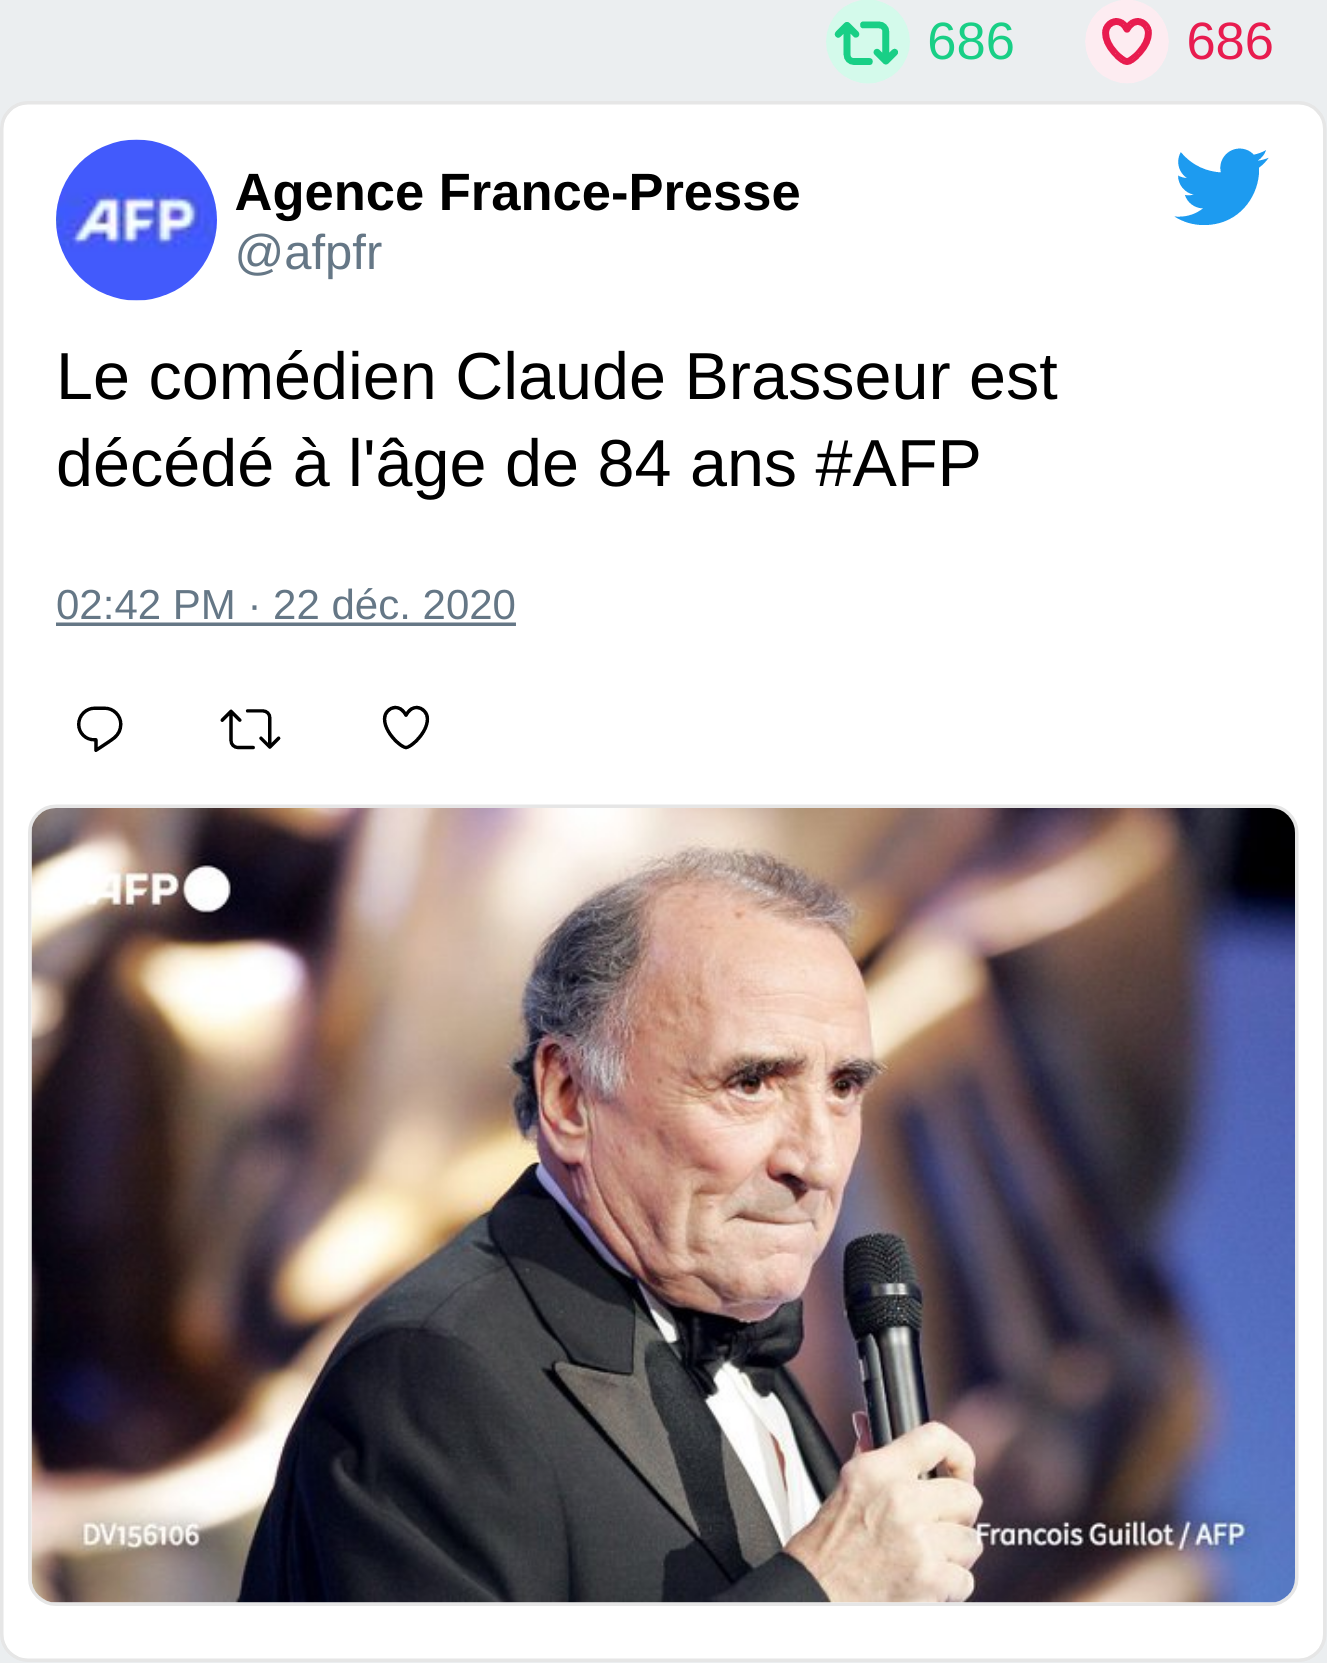 686 686
AFP
Agence France-Presse
@afpfr
Le comédien Claude Brasseur est
décédé à l'âge de 84 ans #AFP
02:42 PM · 22 déc. 2020
AFP
DV156106
Francois Guillot / AFP